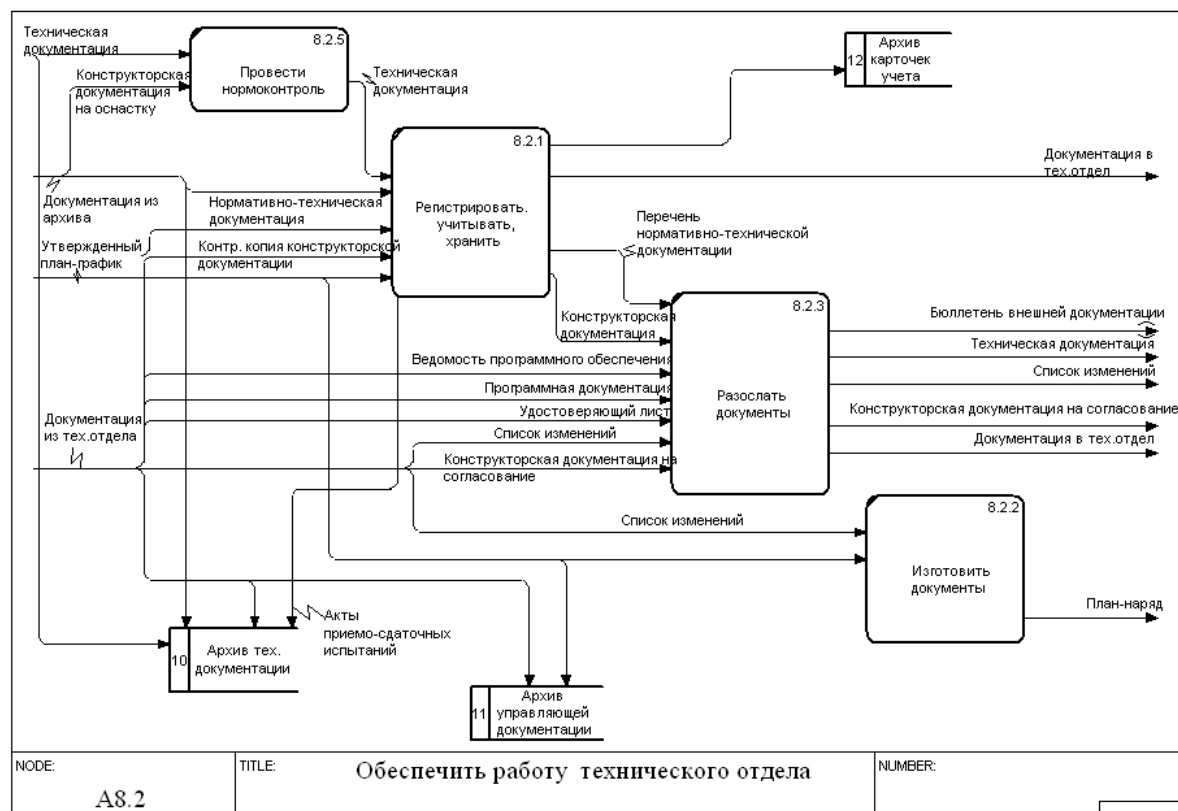 Техническая
документация
8.2.5
Провести
нормоконтроль
Конструкторская
документация
на оснастку
Техническая
документация
12
Архив
карточек
учета
8.2.1
Регистрировать.
учитывать,
хранить
Документация в
тех.отдел
Документация из
архива
Нормативно-техническая
документация
Утвержденный
план-график
Контр. копия конструкторской
документации
Перечень
нормативно-технической
документации
8.2.3
Разослать
документы
Конструкторская
документация
Бюллетень внешней документации
Техническая документация
Список изменений
Конструкторская документация на согласование
Документация в тех.отдел
Ведомость программного обеспечения
Программная документация
Удостоверяющий лист
Документация
из тех.отдела
Список изменений
Конструкторская документация на
согласование
8.2.2
Изготовить
документы
Список изменений
План-наряд
Акты
приемо-сдаточных
испытаний
10
Архив тех.
документации
11
Архив
управляющей
документации
NODE:
A8.2
TITLE:
Обеспечить работу технического отдела
NUMBER: